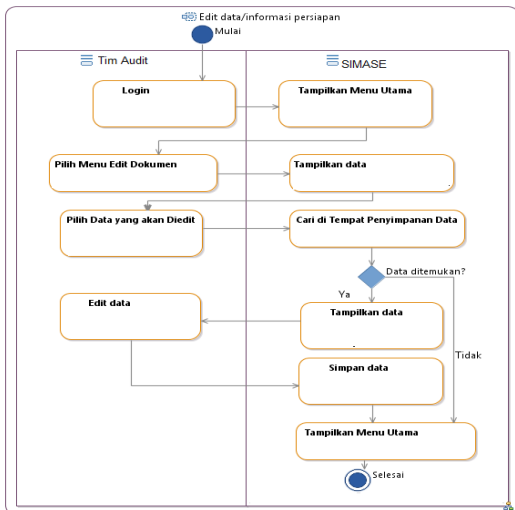 Edit data/informasi persiapan
Mulai
Tim Audit
SIMASE
Login
Tampilkan Menu Utama
Pilih Menu Edit Dokumen
Tampilkan data
Pilih Data yang akan Diedit
Cari di Tempat Penyimpanan Data
Data ditemukan?
Ya
Edit data
Tampilkan data
Tidak
Simpan data
Tampilkan Menu Utama
Selesai